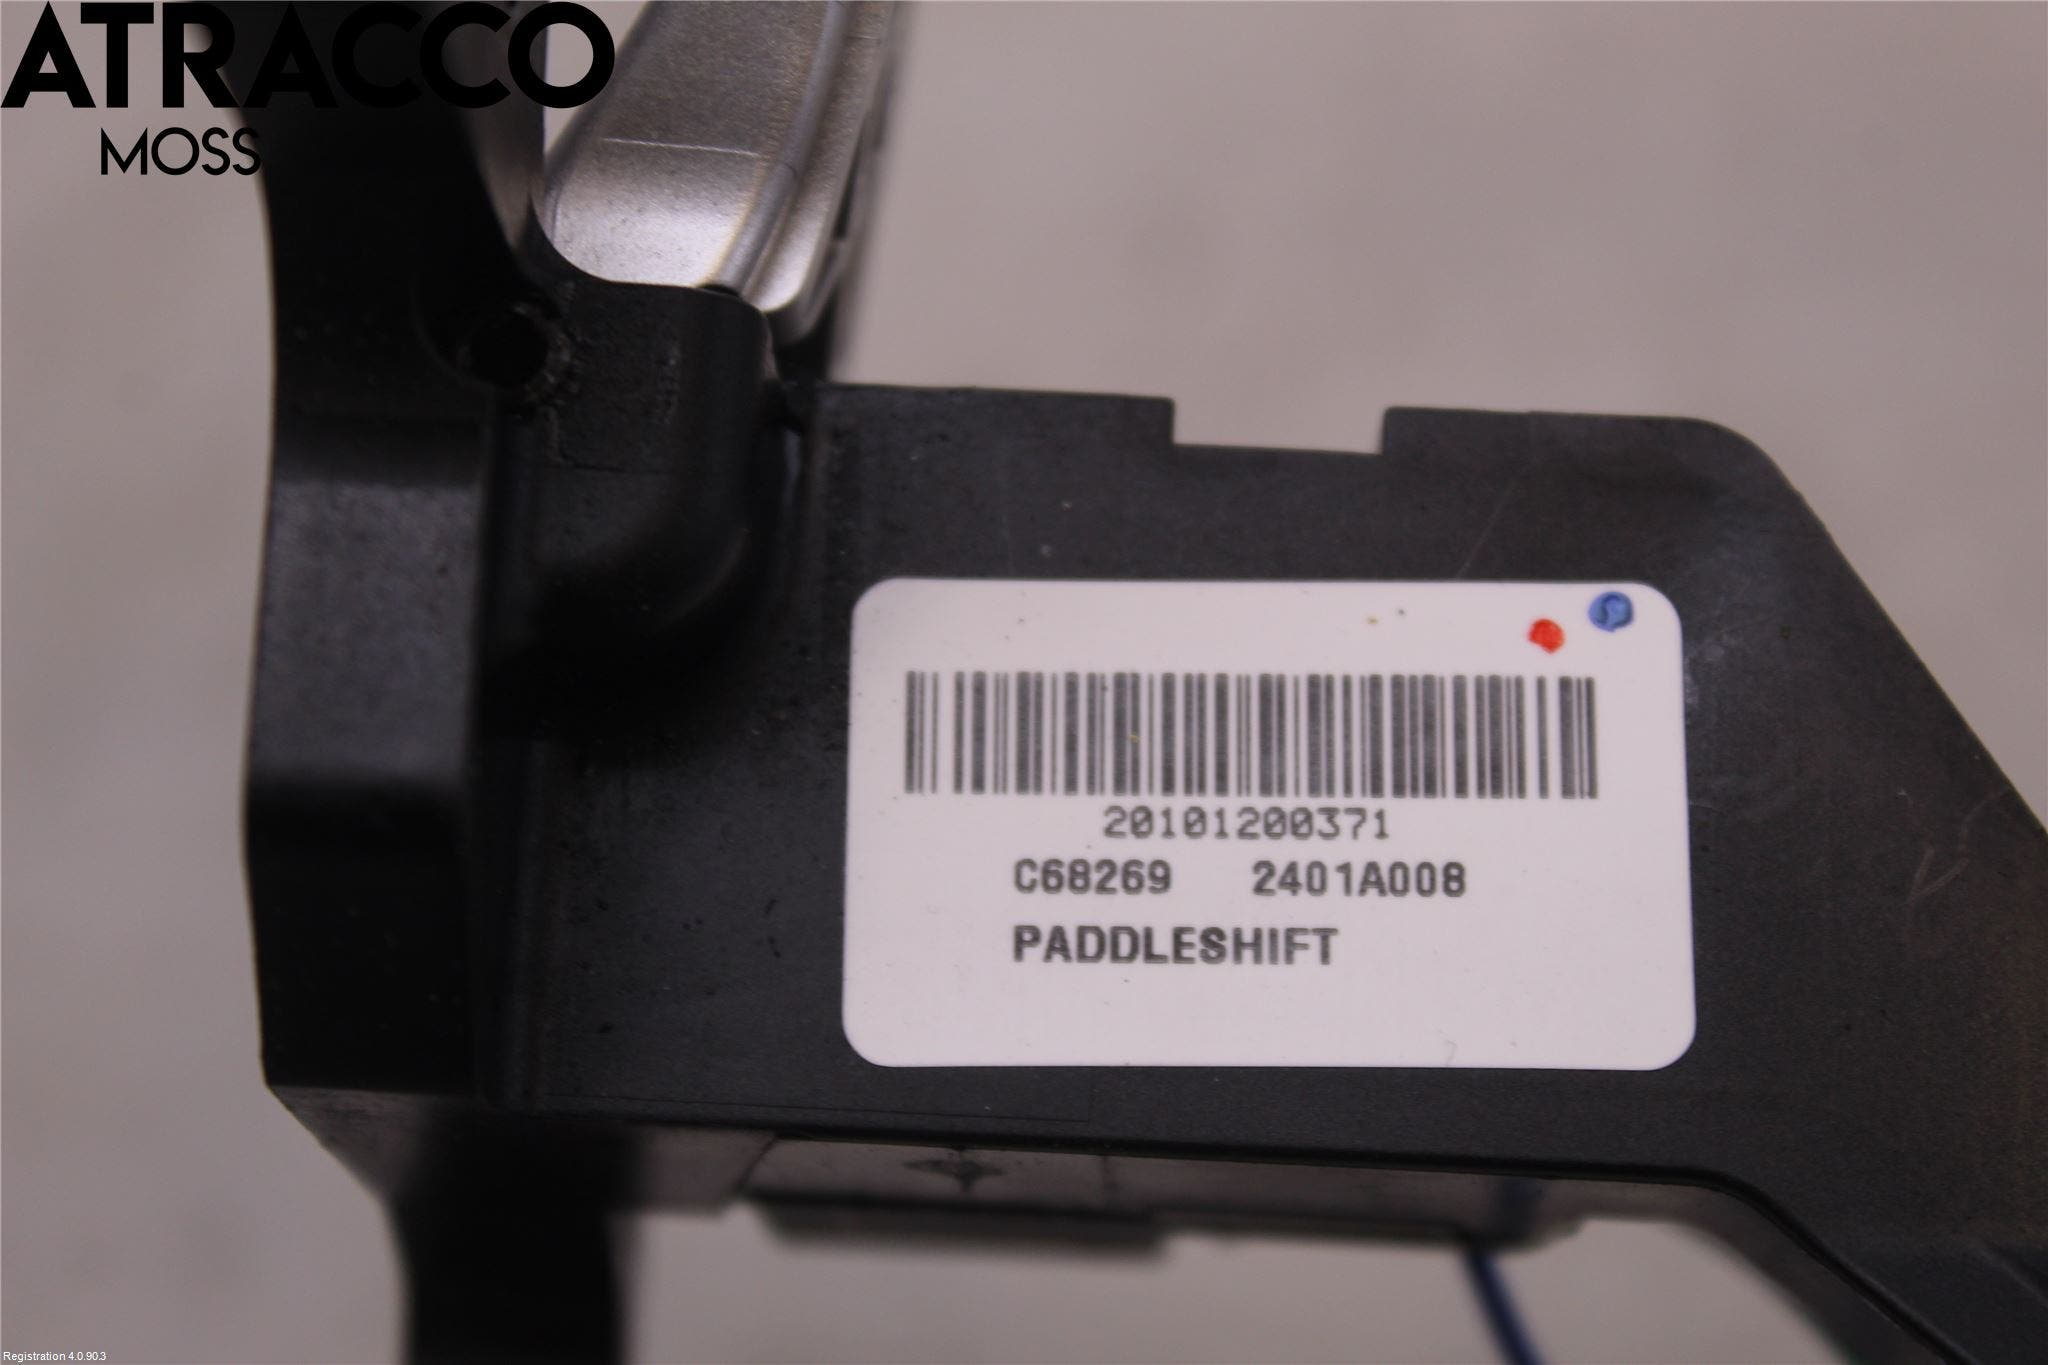 ATRACCO
MOSS
20101200371
C68269 2401A008
PADDLESHIFT
Registration 4.0.90.3